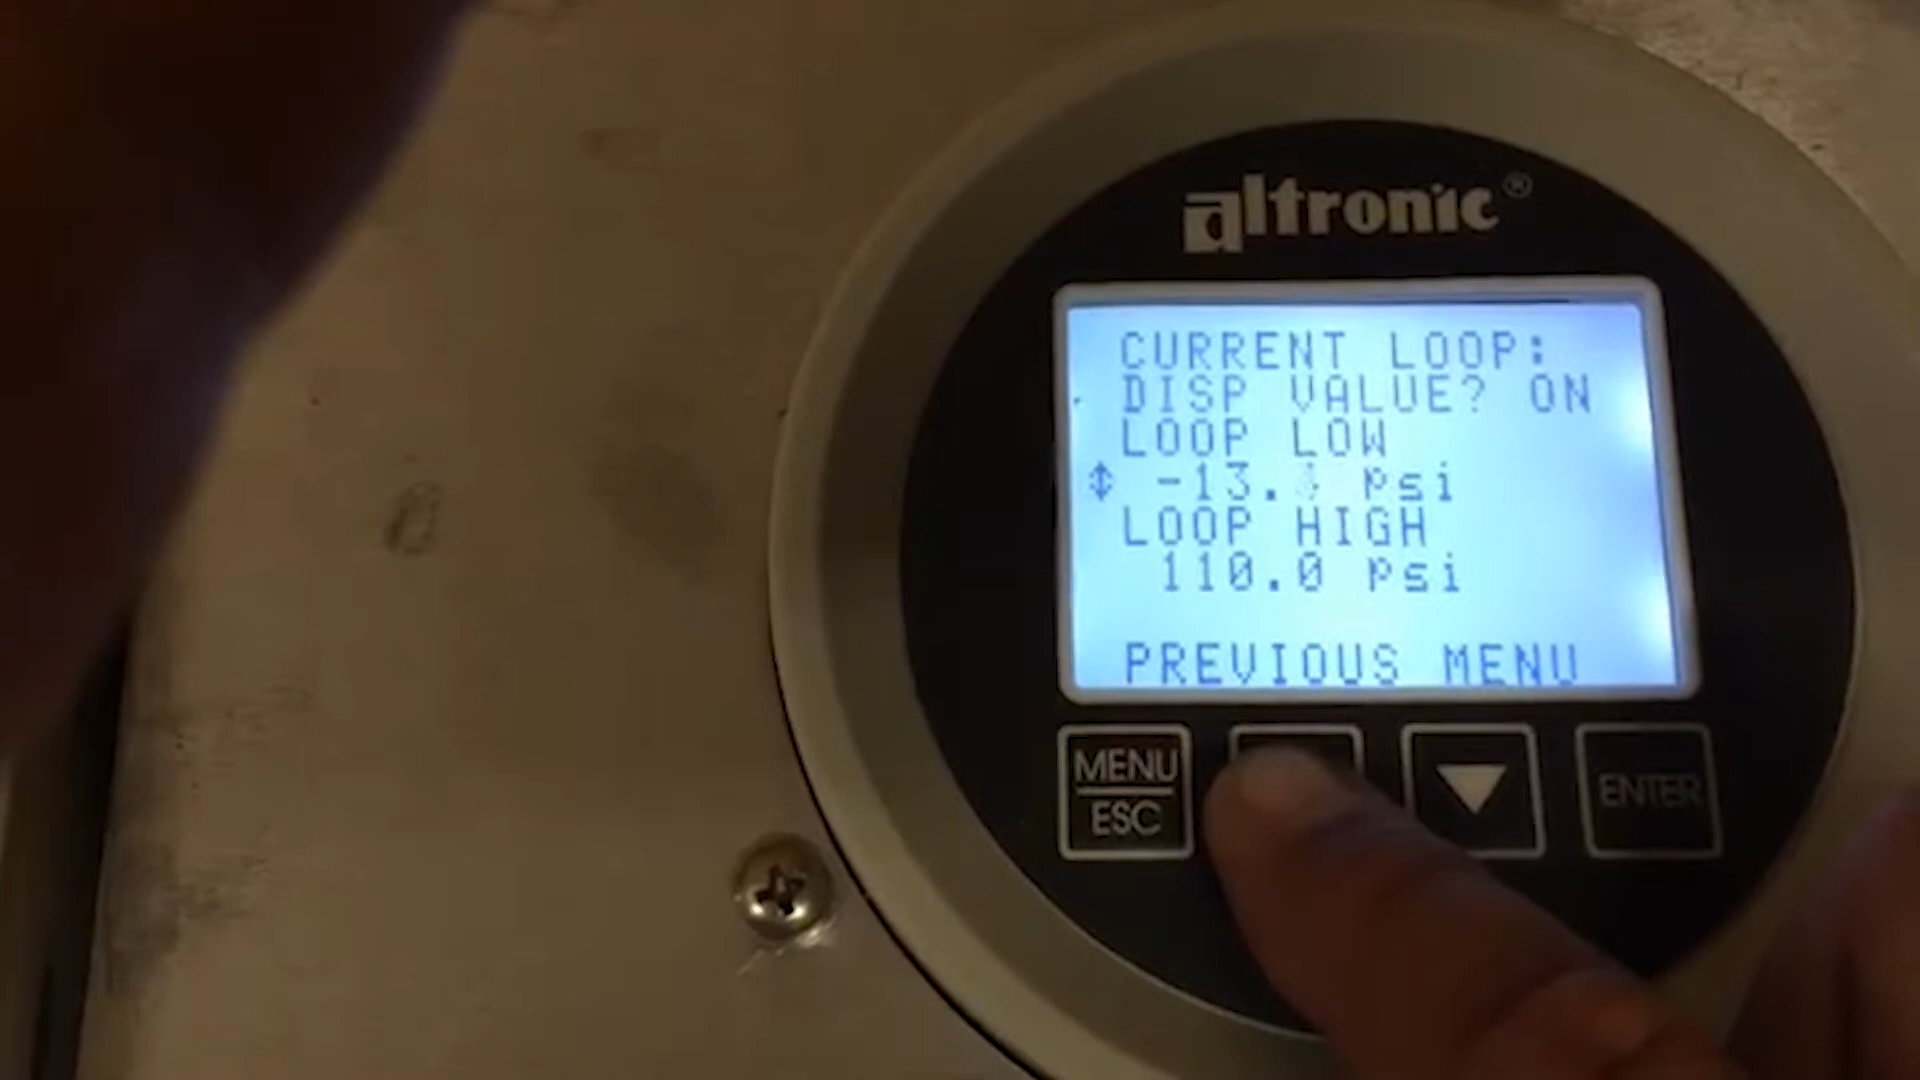 altronic®
CURRENT LOOP:
DISP VALUE? ON
LOOP LOW
psi
LOOP HIGH
110.0 psi
PREVIOUS MENU
MENU
ESC
ENTER